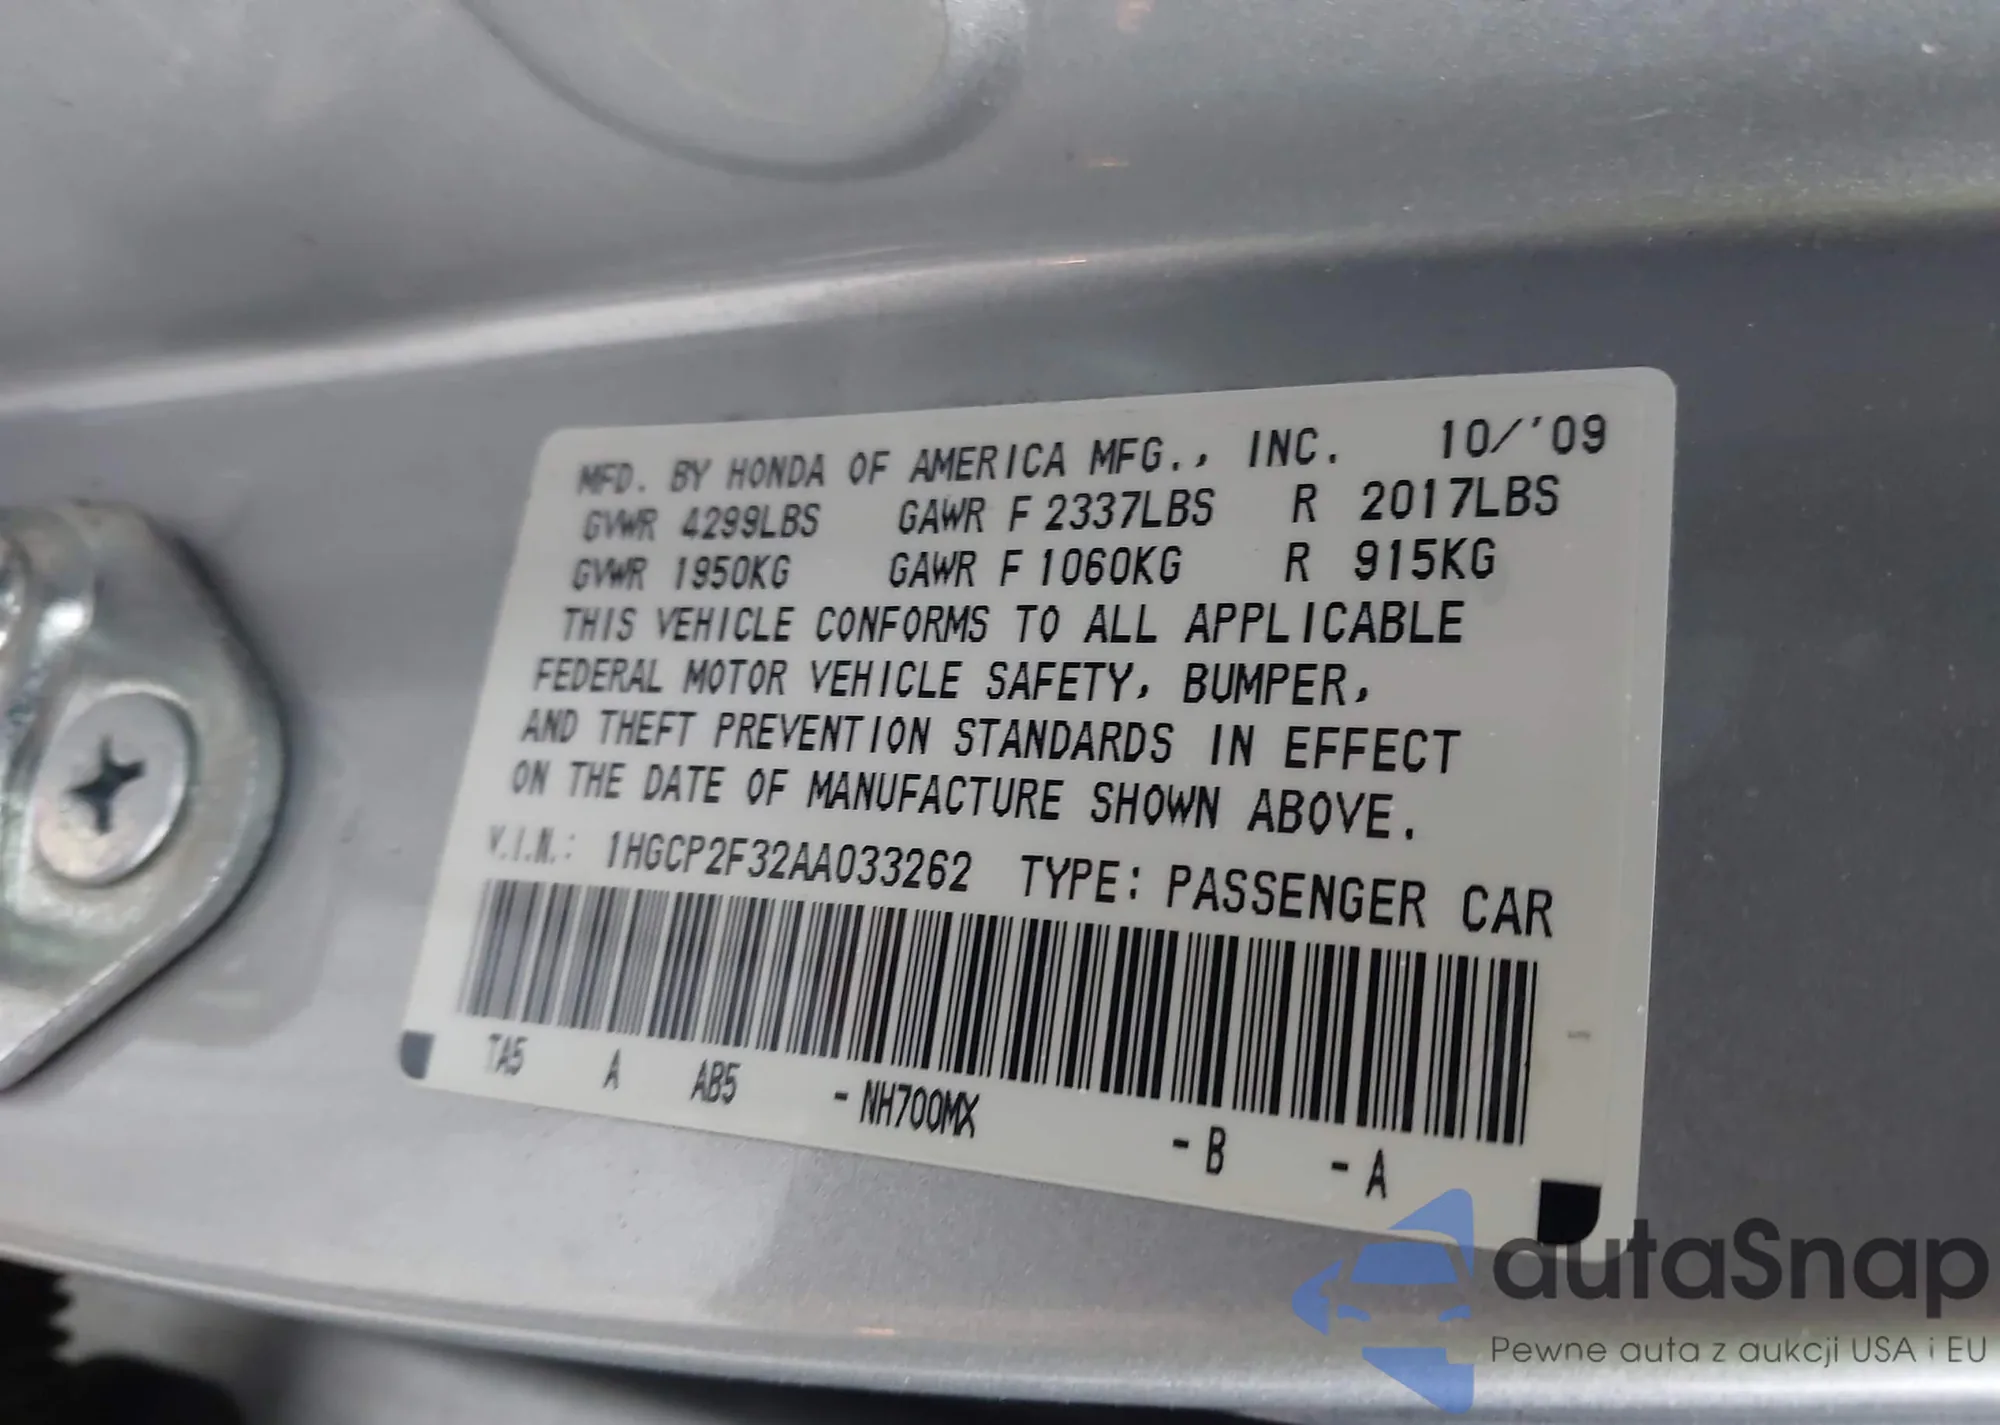 MFD. BY HONDA OF AMERICA MFG., INC. 10/'09
GVWR 4299LBS GAWR F 2337LBS R 2017LBS
GVWR 1950KG GAWR F 1060KG R 915KG
THIS VEHICLE CONFORMS TO ALL APPLICABLE
FEDERAL MOTOR VEHICLE SAFETY, BUMPER,
AND THEFT PREVENTION STANDARDS IN EFFECT
ON THE DATE OF MANUFACTURE SHOWN ABOVE.
V.I.N.: 1HGCP2F32AA033262 TYPE: PASSENGER CAR
TA5 A AB5 - NH700MX - B - A
autaSnap
Pewne auta z aukcji USA i EU